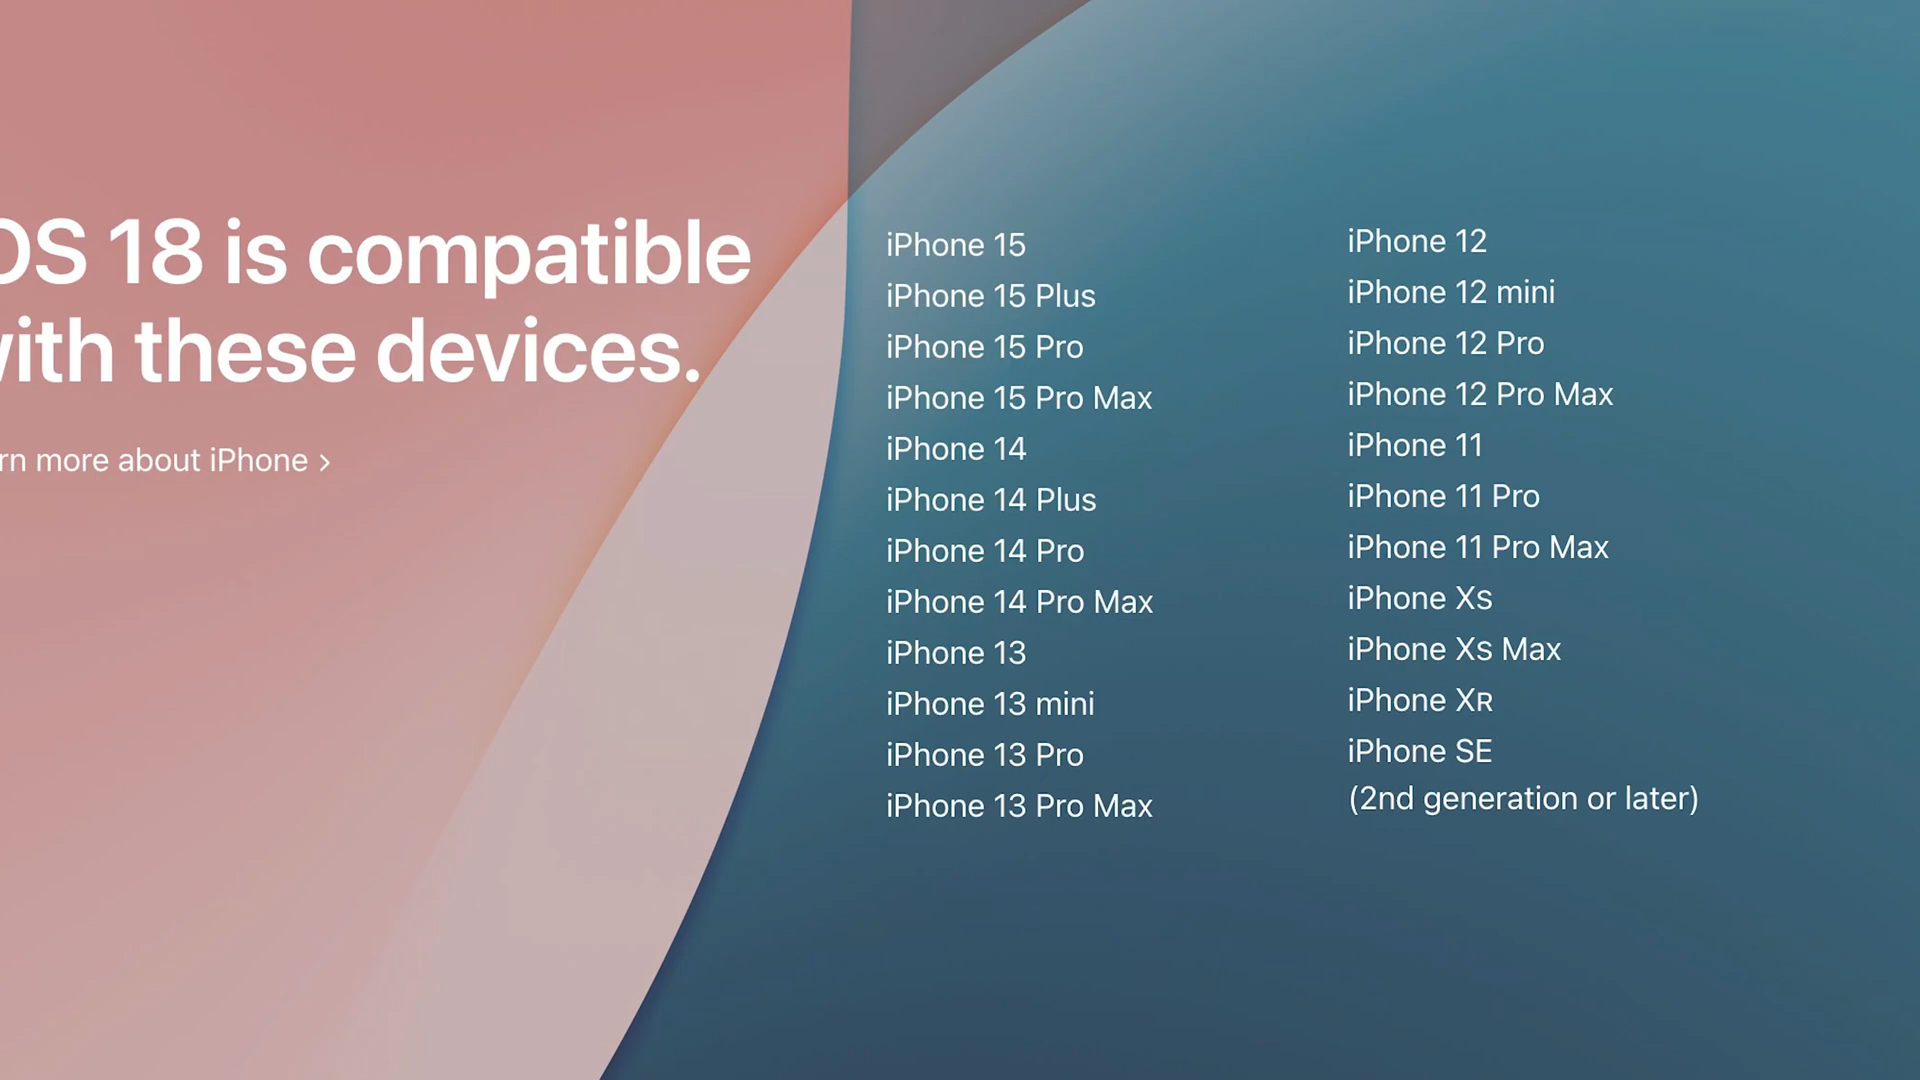 OS 18 is compatible
with these devices.
rn more about iPhone >
iPhone 15
iPhone 15 Plus
iPhone 15 Pro
iPhone 15 Pro Max
iPhone 14
iPhone 14 Plus
iPhone 14 Pro
iPhone 14 Pro Max
iPhone 13
iPhone 13 mini
iPhone 13 Pro
iPhone 13 Pro Max
iPhone 12
iPhone 12 mini
iPhone 12 Pro
iPhone 12 Pro Max
iPhone 11
iPhone 11 Pro
iPhone 11 Pro Max
iPhone Xs
iPhone Xs Max
iPhone XR
iPhone SE
(2nd generation or later)